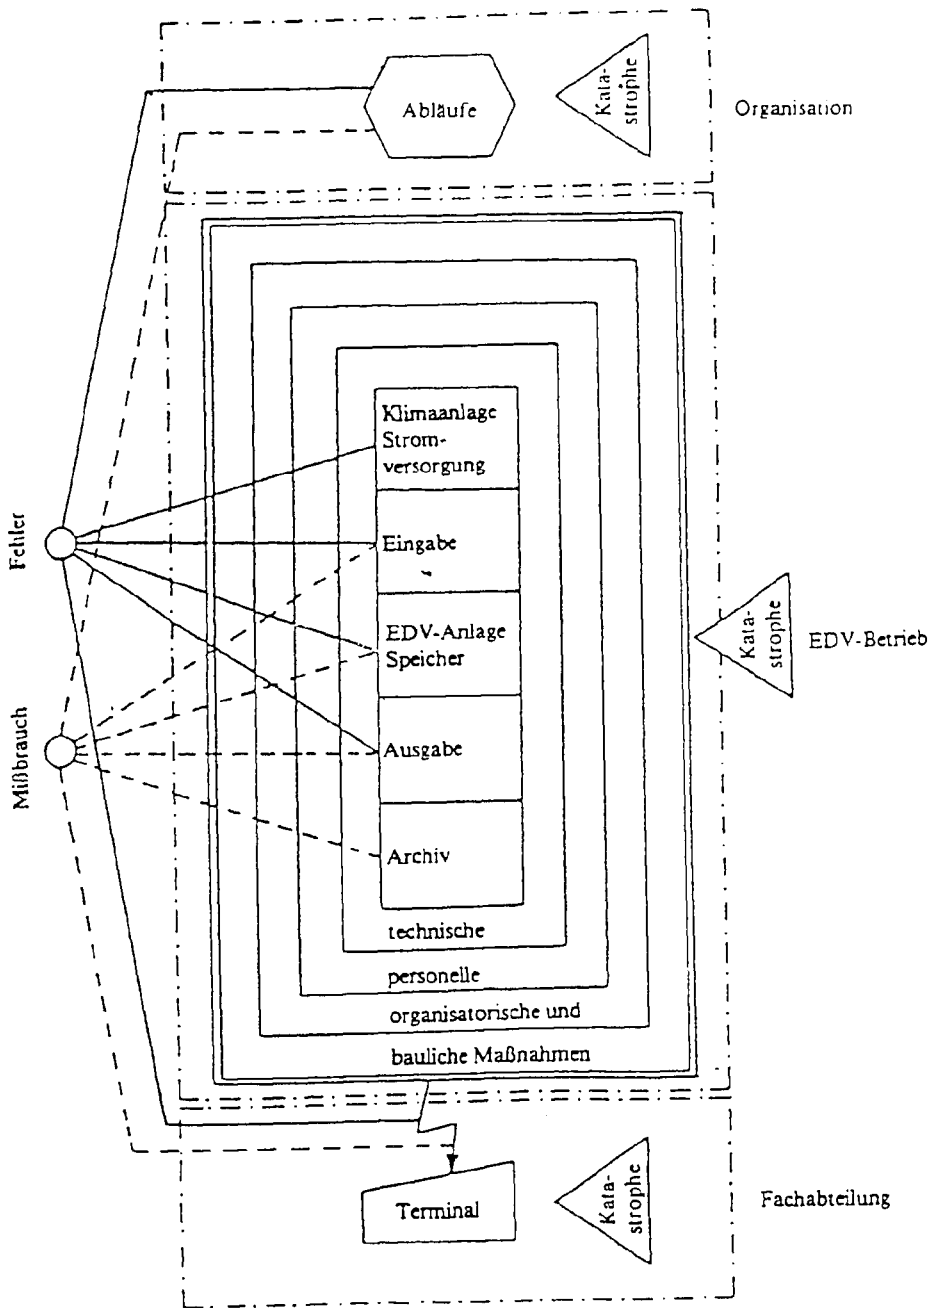 Abläufe
Kata-
strophe
Organisation
Klimaanlage
Strom-
versorgung
Fehler
Eingabe
EDV-Anlage
Speicher
Kata-
strophe
EDV-Betrieb
Mißbrauch
Ausgabe
Archiv
technische
personelle
organisatorische und
bauliche Maßnahmen
Terminal
Kata-
strophe
Fachabteilung